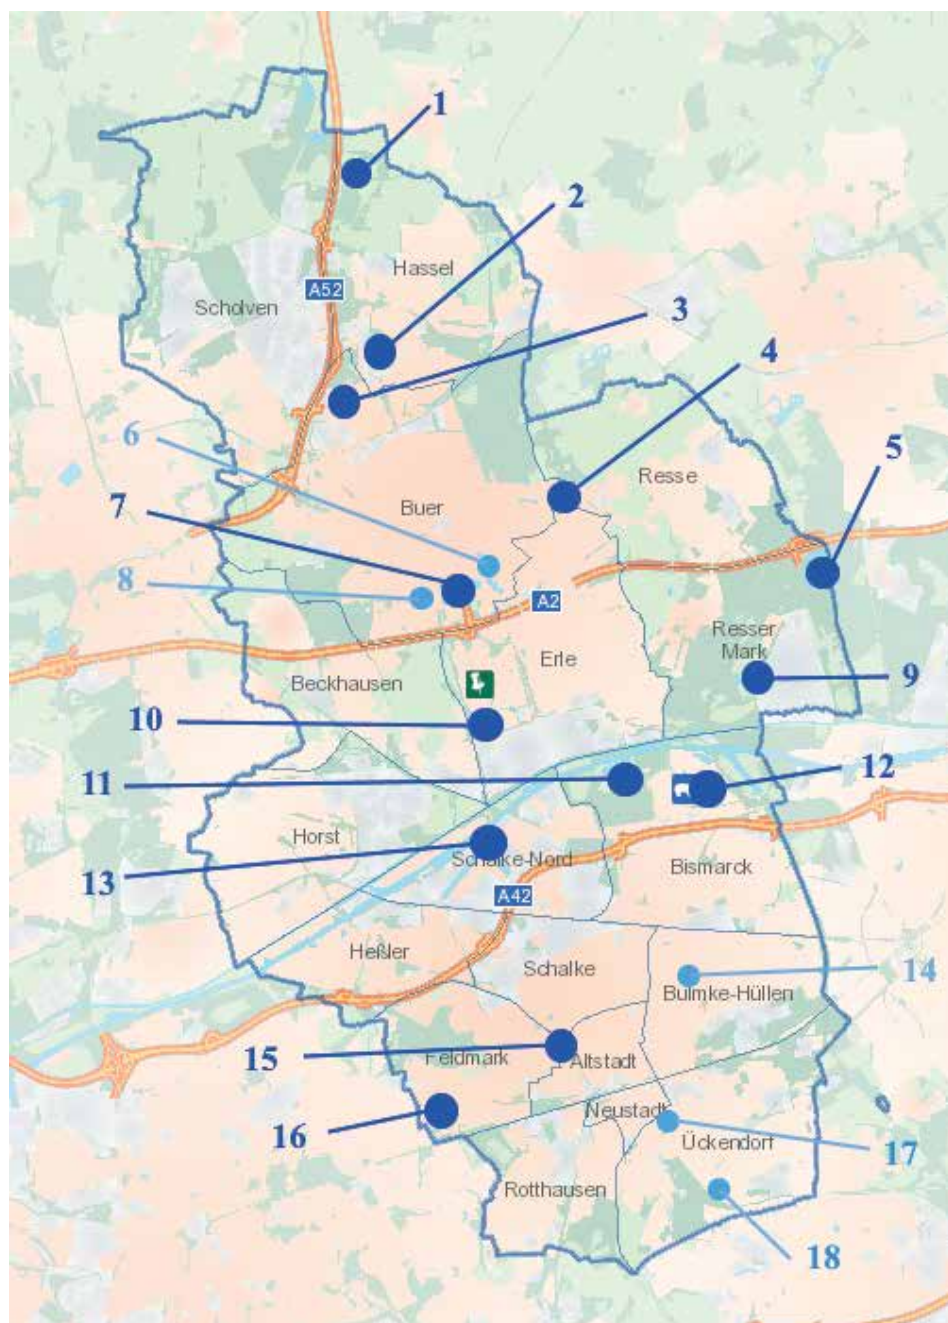 1
2
Hassel
A52
Scholven
3
4
6
5
Resse
7
Buer
8
A2
Resser
Mark
Erle
9
Beckhausen
10
11
12
Horst
Schalke-Nord
13
Bismarck
A42
Heßler
Schalke
14
Bulmke-Hüllen
15
Feldmark
Altstadt
16
Neustadt
Ückendorf
17
Rotthausen
18